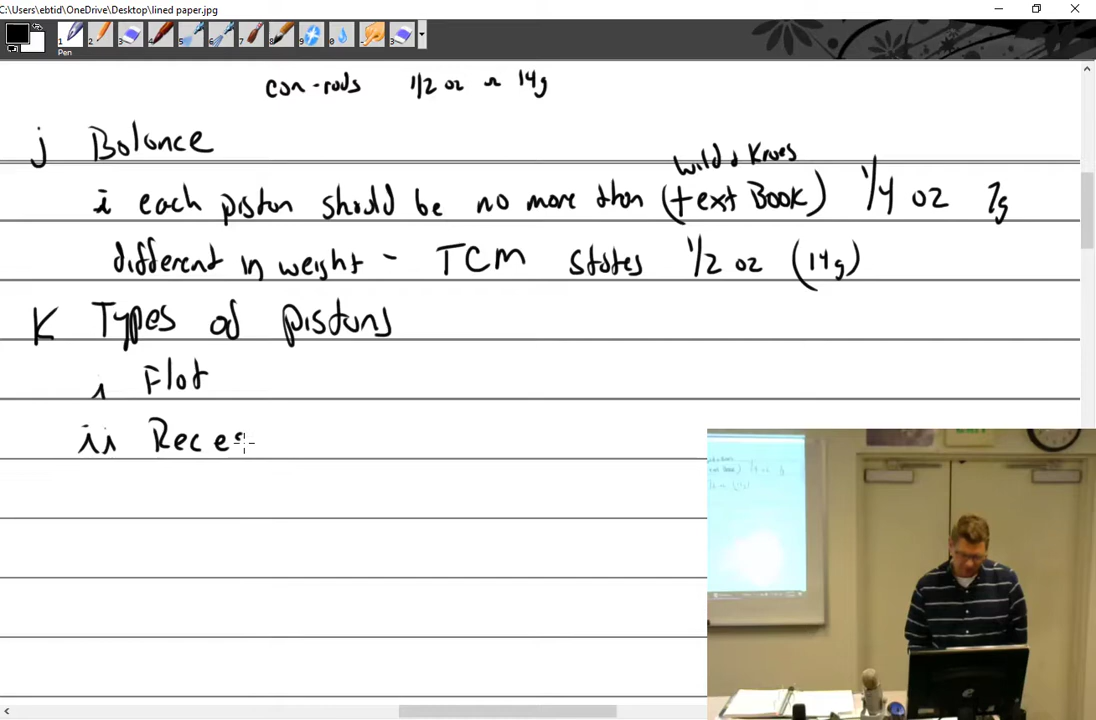 C:\Users\ebtid\OneDrive\Desktop\lined paper.jpg
Pen
con-rods 1/2 oz 14g
j Balance
Wild & Kroes
i each piston should be no more than (text Book) 1/4 oz 7g
different in weight - TCM states 1/2 oz (14g)
K Types of pistons
i Flat
ii Reces